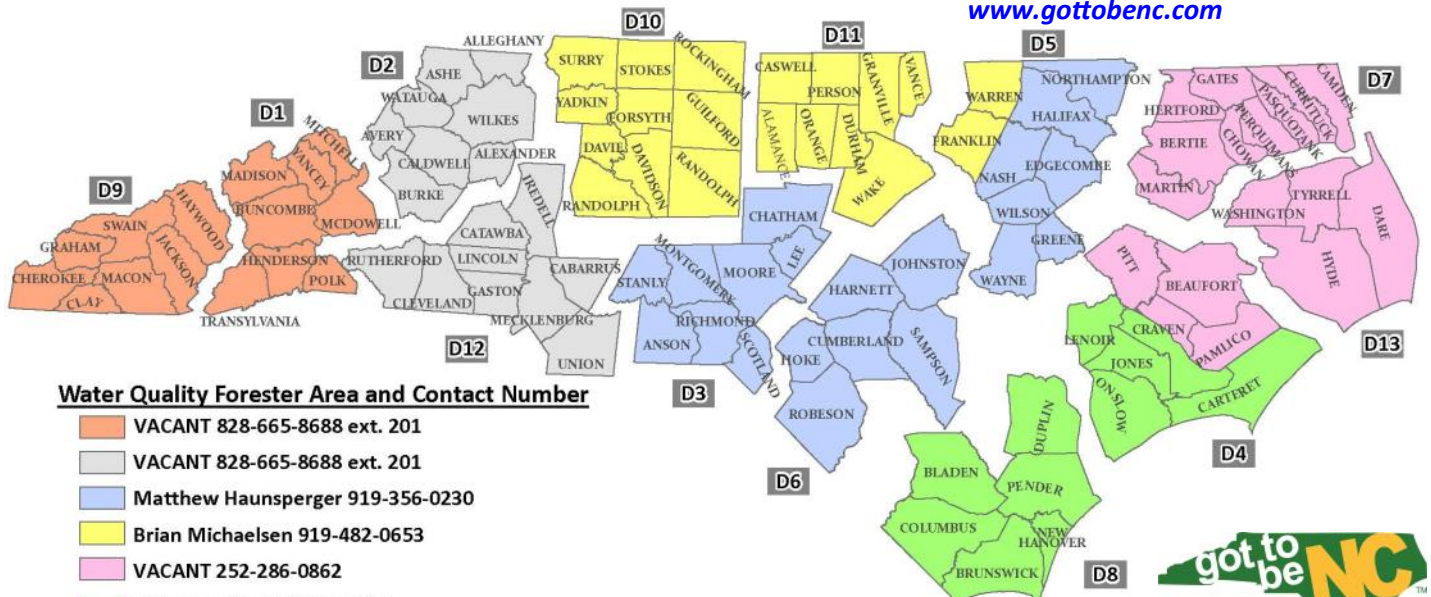 www.gottobenc.com
D10
D11
D5
D2
D7
D1
D9
ALLEGHANY
ASHE
WATAUGA
WILKES
AVERY
CALDWELL
ALEXANDER
BURKE
IREDELL
CATAWBA
RUTHERFORD
LINCOLN
CABARRUS
CLEVELAND
GASTON
MECKLENBURG
UNION
D12
MITCHELL
YANCEY
MADISON
BUNCOMBE
MCDOWELL
HAYWOOD
SWAIN
GRAHAM
JACKSON
CHEROKEE
MACON
CLAY
HENDERSON
POLK
TRANSYLVANIA
SURRY
STOKES
ROCKINGHAM
YADKIN
FORSYTH
GUILFORD
DAVIE
DAVIDSON
RANDOLPH
RANDOLPH
CASWELL
PERSON
GRANVILLE
VANCE
ALAMANCE
ORANGE
DURHAM
WAKE
WARREN
FRANKLIN
NORTHAMPTON
HALIFAX
NASH
EDGECOMBE
WILSON
GREENE
WAYNE
CHATHAM
LEE
MONTGOMERY
MOORE
STANLY
RICHMOND
ANSON
SCOTLAND
D3
JOHNSTON
HARNETT
HOKE
CUMBERLAND
SAMPSON
ROBESON
D6
GATES
CURRITUCK
CAMDEN
HERTFORD
PASQUOTANK
PERQUIMANS
CHOWAN
BERTIE
MARTIN
TYRRELL
WASHINGTON
DARE
HYDE
D13
PITT
BEAUFORT
CRAVEN
PAMLICO
LENOIR
JONES
ONSLOW
CARTERET
D4
DUPLIN
BLADEN
PENDER
COLUMBUS
NEW
HANOVER
BRUNSWICK
D8
Water Quality Forester Area and Contact Number
VACANT 828-665-8688 ext. 201
VACANT 828-665-8688 ext. 201
Matthew Haunsperger 919-356-0230
Brian Michaelsen 919-482-0653
VACANT 252-286-0862
got to
be NC
TM